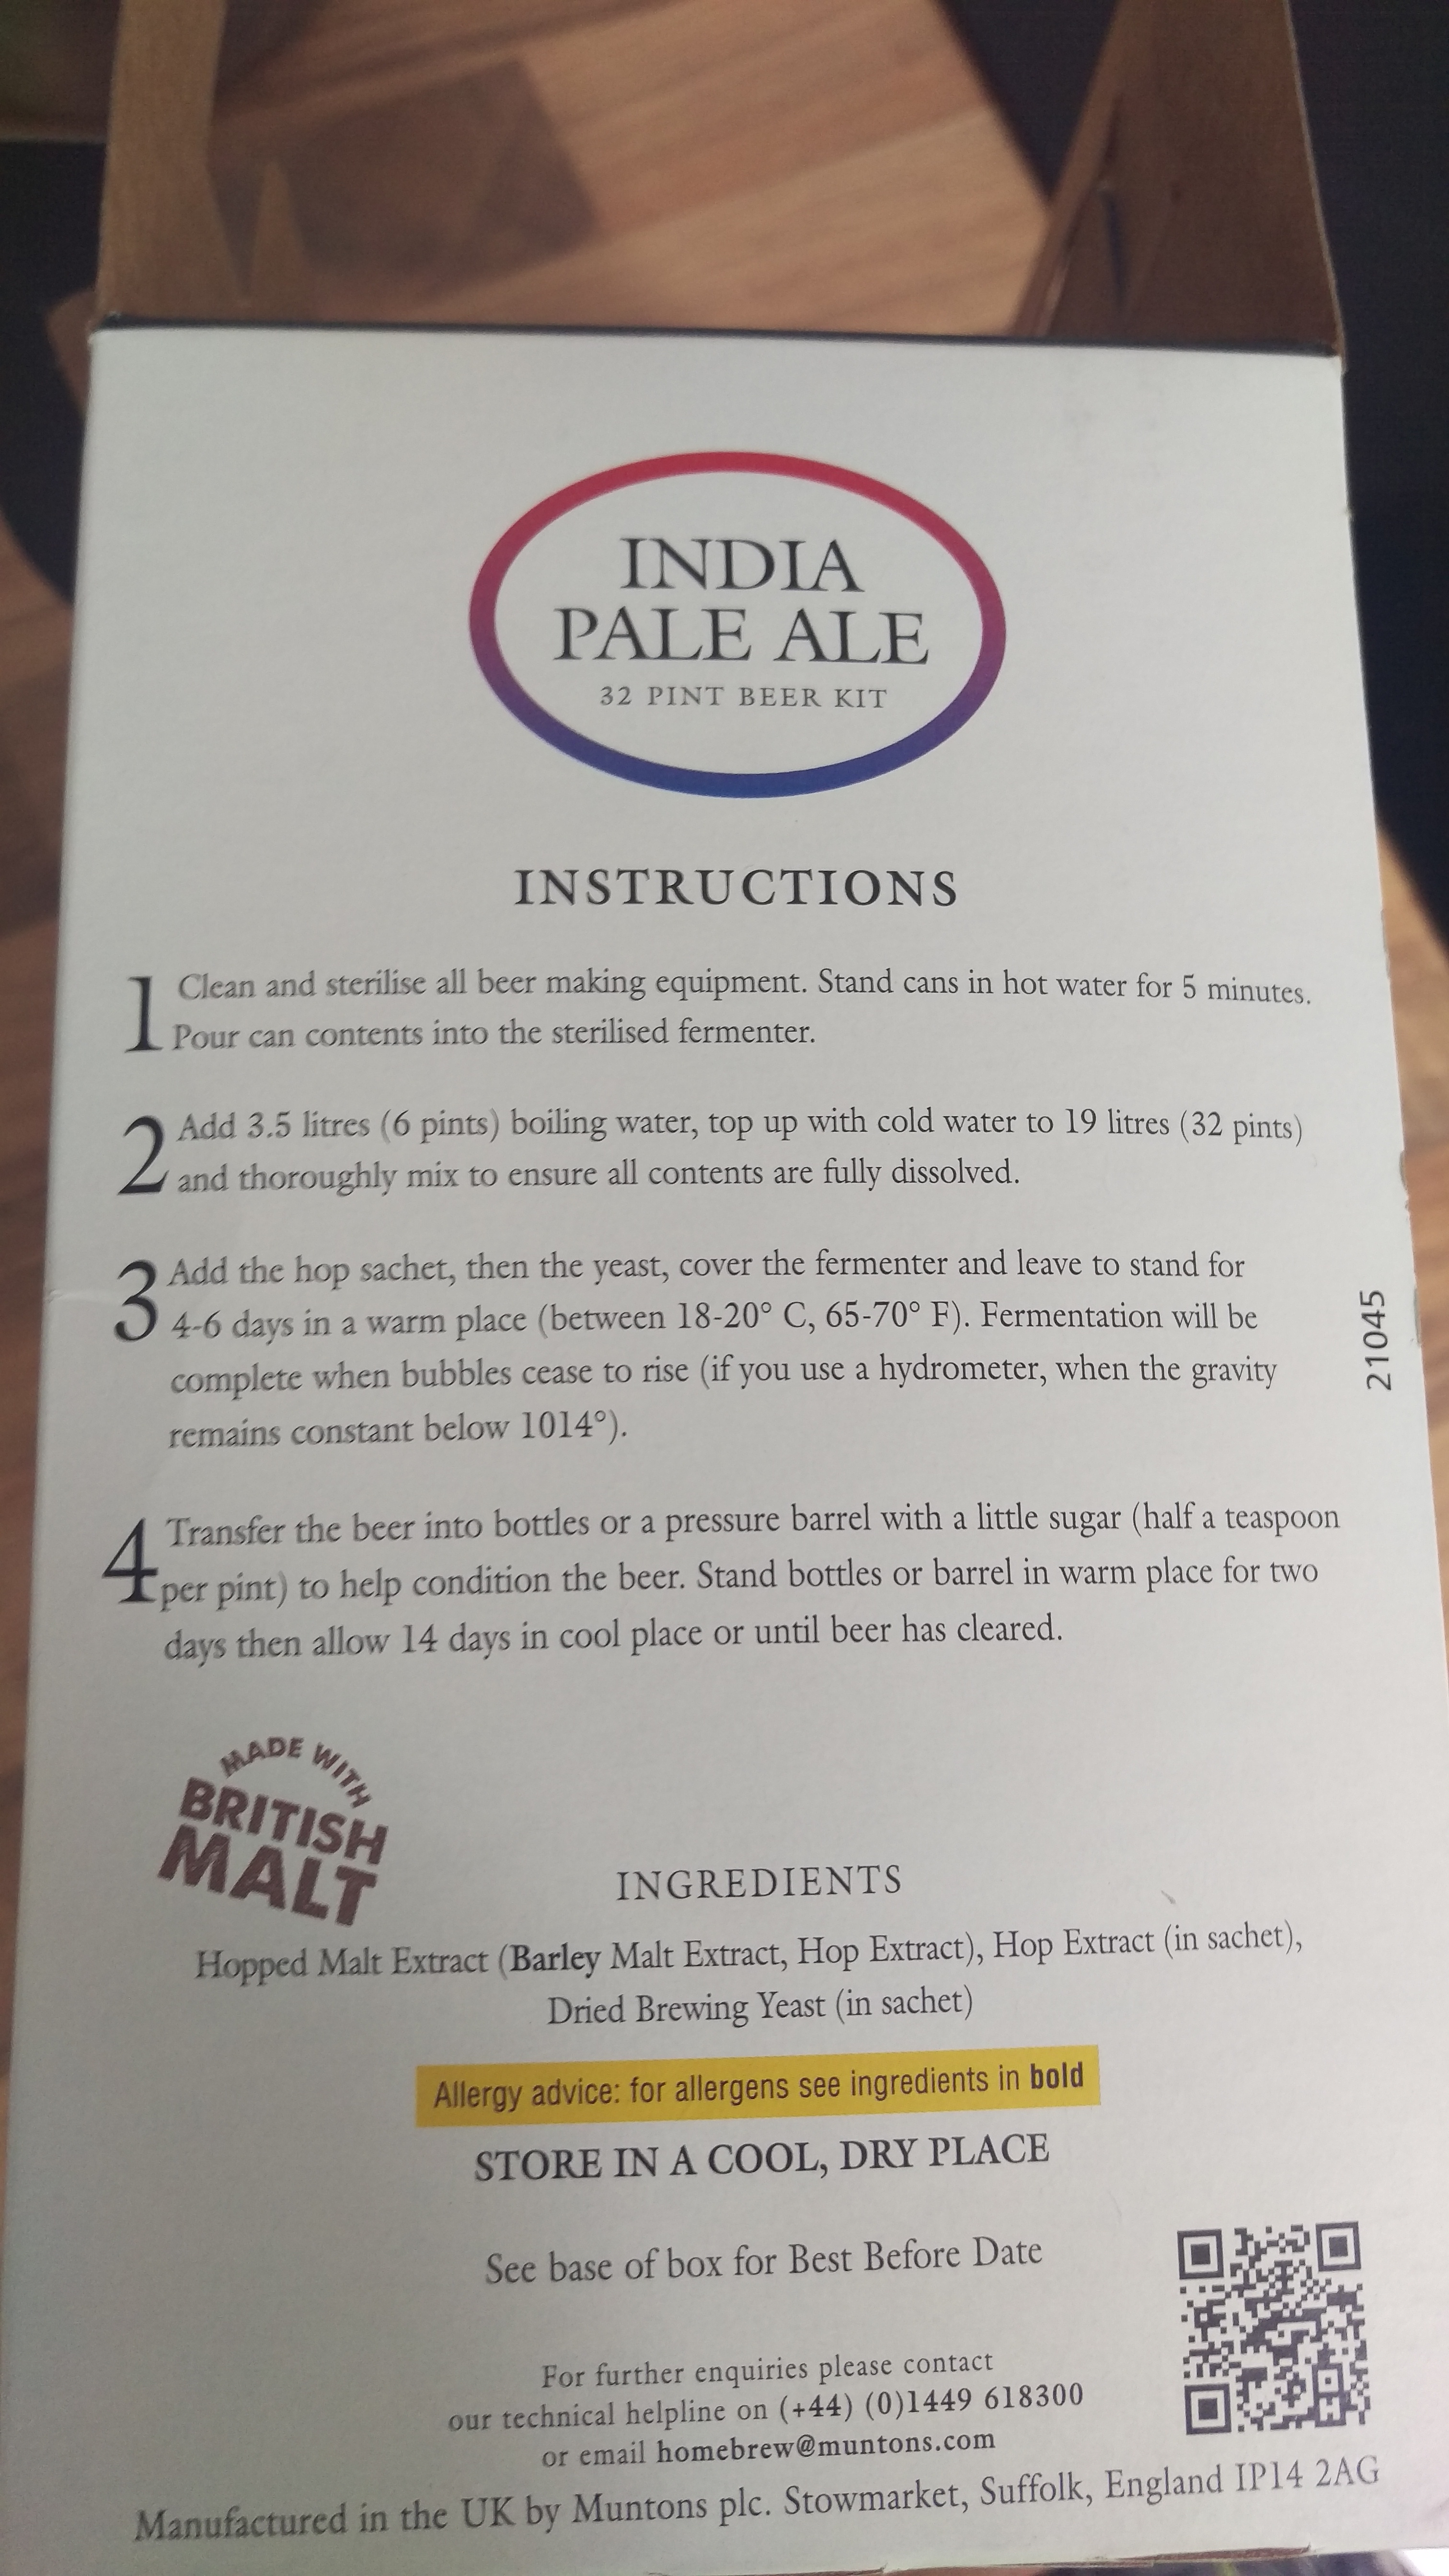 INDIA
PALE ALE
32 PINT BEER KIT
INSTRUCTIONS
1 Clean and sterilise all beer making equipment. Stand cans in hot water for 5 minutes.
Pour can contents into the sterilised fermenter.
2 Add 3.5 litres (6 pints) boiling water, top up with cold water to 19 litres (32 pints)
and thoroughly mix to ensure all contents are fully dissolved.
3 Add the hop sachet, then the yeast, cover the fermenter and leave to stand for
4-6 days in a warm place (between 18-20° C, 65-70° F). Fermentation will be
complete when bubbles cease to rise (if you use a hydrometer, when the gravity
remains constant below 1014°).
21045
4 Transfer the beer into bottles or a pressure barrel with a little sugar (half a teaspoon
per pint) to help condition the beer. Stand bottles or barrel in warm place for two
days then allow 14 days in cool place or until beer has cleared.
MADE WITH
BRITISH
MALT
INGREDIENTS
Hopped Malt Extract (Barley Malt Extract, Hop Extract), Hop Extract (in sachet),
Dried Brewing Yeast (in sachet)
Allergy advice: for allergens see ingredients in bold
STORE IN A COOL, DRY PLACE
See base of box for Best Before Date
For further enquiries please contact
our technical helpline on (+44) (0)1449 618300
or email homebrew@muntons.com
Manufactured in the UK by Muntons plc. Stowmarket, Suffolk, England IP14 2AG